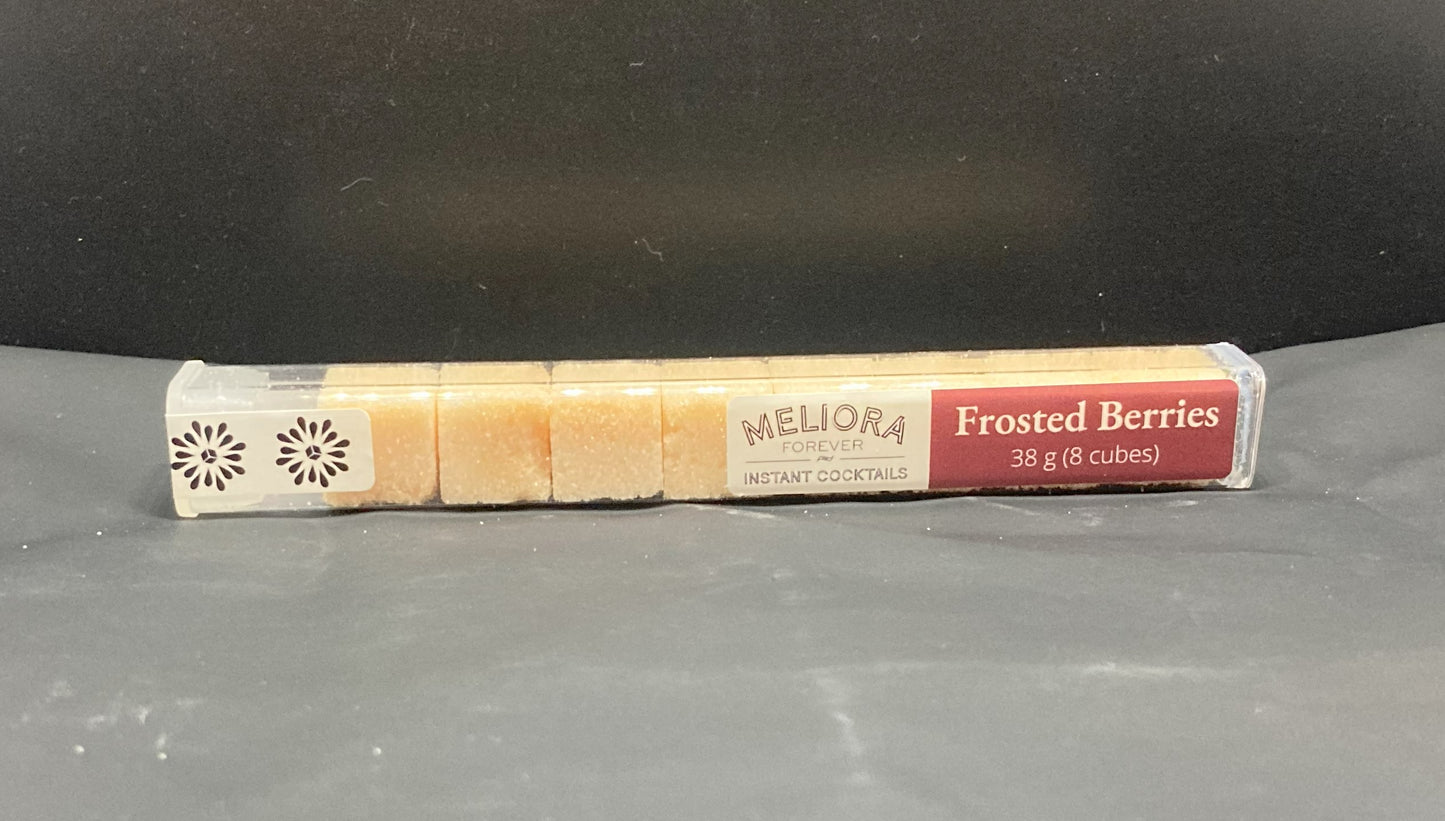 MELIORA
FOREVER
INSTANT COCKTAILS
Frosted Berries
38 g (8 cubes)